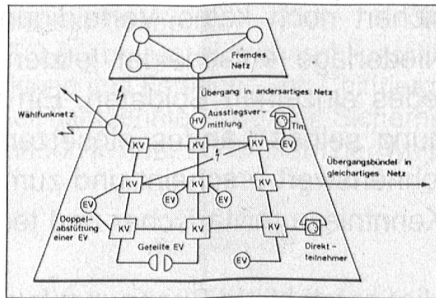 Fremdes
Netz
Wählfunknetz
Übergang in andersartiges Netz
HV
Ausstiegsver-
mittlung
Tln
KV
KV
KV
EV
Übergangsbündel in
gleichartiges Netz
KV
KV
KV
EV
EV
EV
Doppel-
abstützung
einer EV
KV
KV
KV
Geteilte EV
EV
Direkt-
teilnehmer